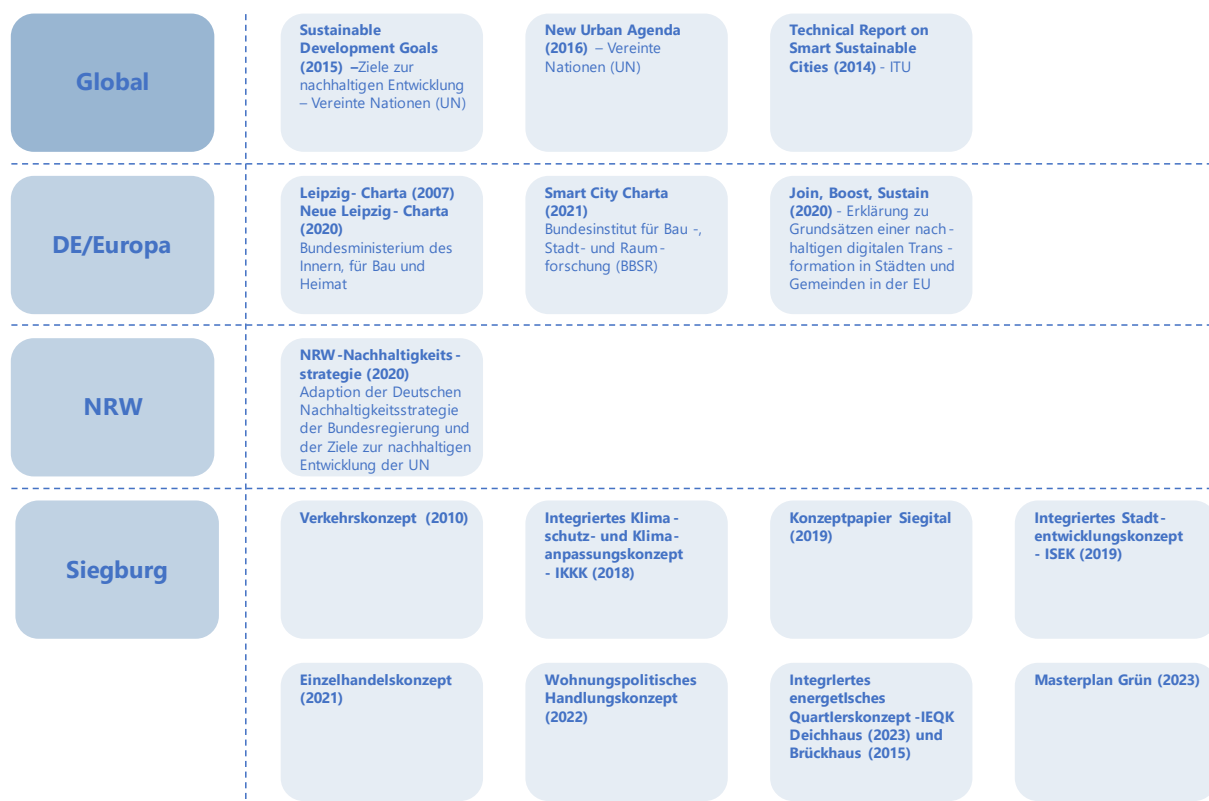 Global
Sustainable
Development Goals
(2015) –Ziele zur
nachhaltigen Entwicklung
– Vereinte Nationen (UN)
New Urban Agenda
(2016) – Vereinte
Nationen (UN)
Technical Report on
Smart Sustainable
Cities (2014) - ITU
DE/Europa
Leipzig- Charta (2007)
Neue Leipzig- Charta
(2020)
Bundesministerium des
Innern, für Bau und
Heimat
Smart City Charta
(2021)
Bundesinstitut für Bau -,
Stadt- und Raum-
forschung (BBSR)
Join, Boost, Sustain
(2020) - Erklärung zu
Grundsätzen einer nach-
haltigen digitalen Trans-
formation in Städten und
Gemeinden in der EU
NRW
NRW-Nachhaltigkeits-
strategie (2020)
Adaption der Deutschen
Nachhaltigkeitsstrategie
der Bundesregierung und
der Ziele zur nachhaltigen
Entwicklung der UN
Siegburg
Verkehrskonzept (2010)
Integriertes Klima-
schutz- und Klima-
anpassungskonzept
- IKKK (2018)
Konzeptpapier Siegital
(2019)
Integriertes Stadt-
entwicklungskonzept
- ISEK (2019)
Einzelhandelskonzept
(2021)
Wohnungspolitisches
Handlungskonzept
(2022)
IntegrIertes
energetIsches
QuartIerskonzept -IEQK
Deichhaus (2023) und
Brückhaus (2015)
Masterplan Grün (2023)